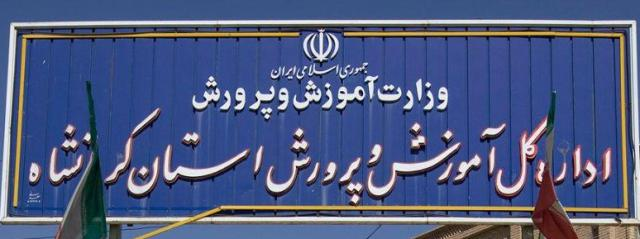 جمهوری اسلامی ایران
وزارت آموزش و پرورش
اداره کل آموزش و پرورش استان کرمانشاه